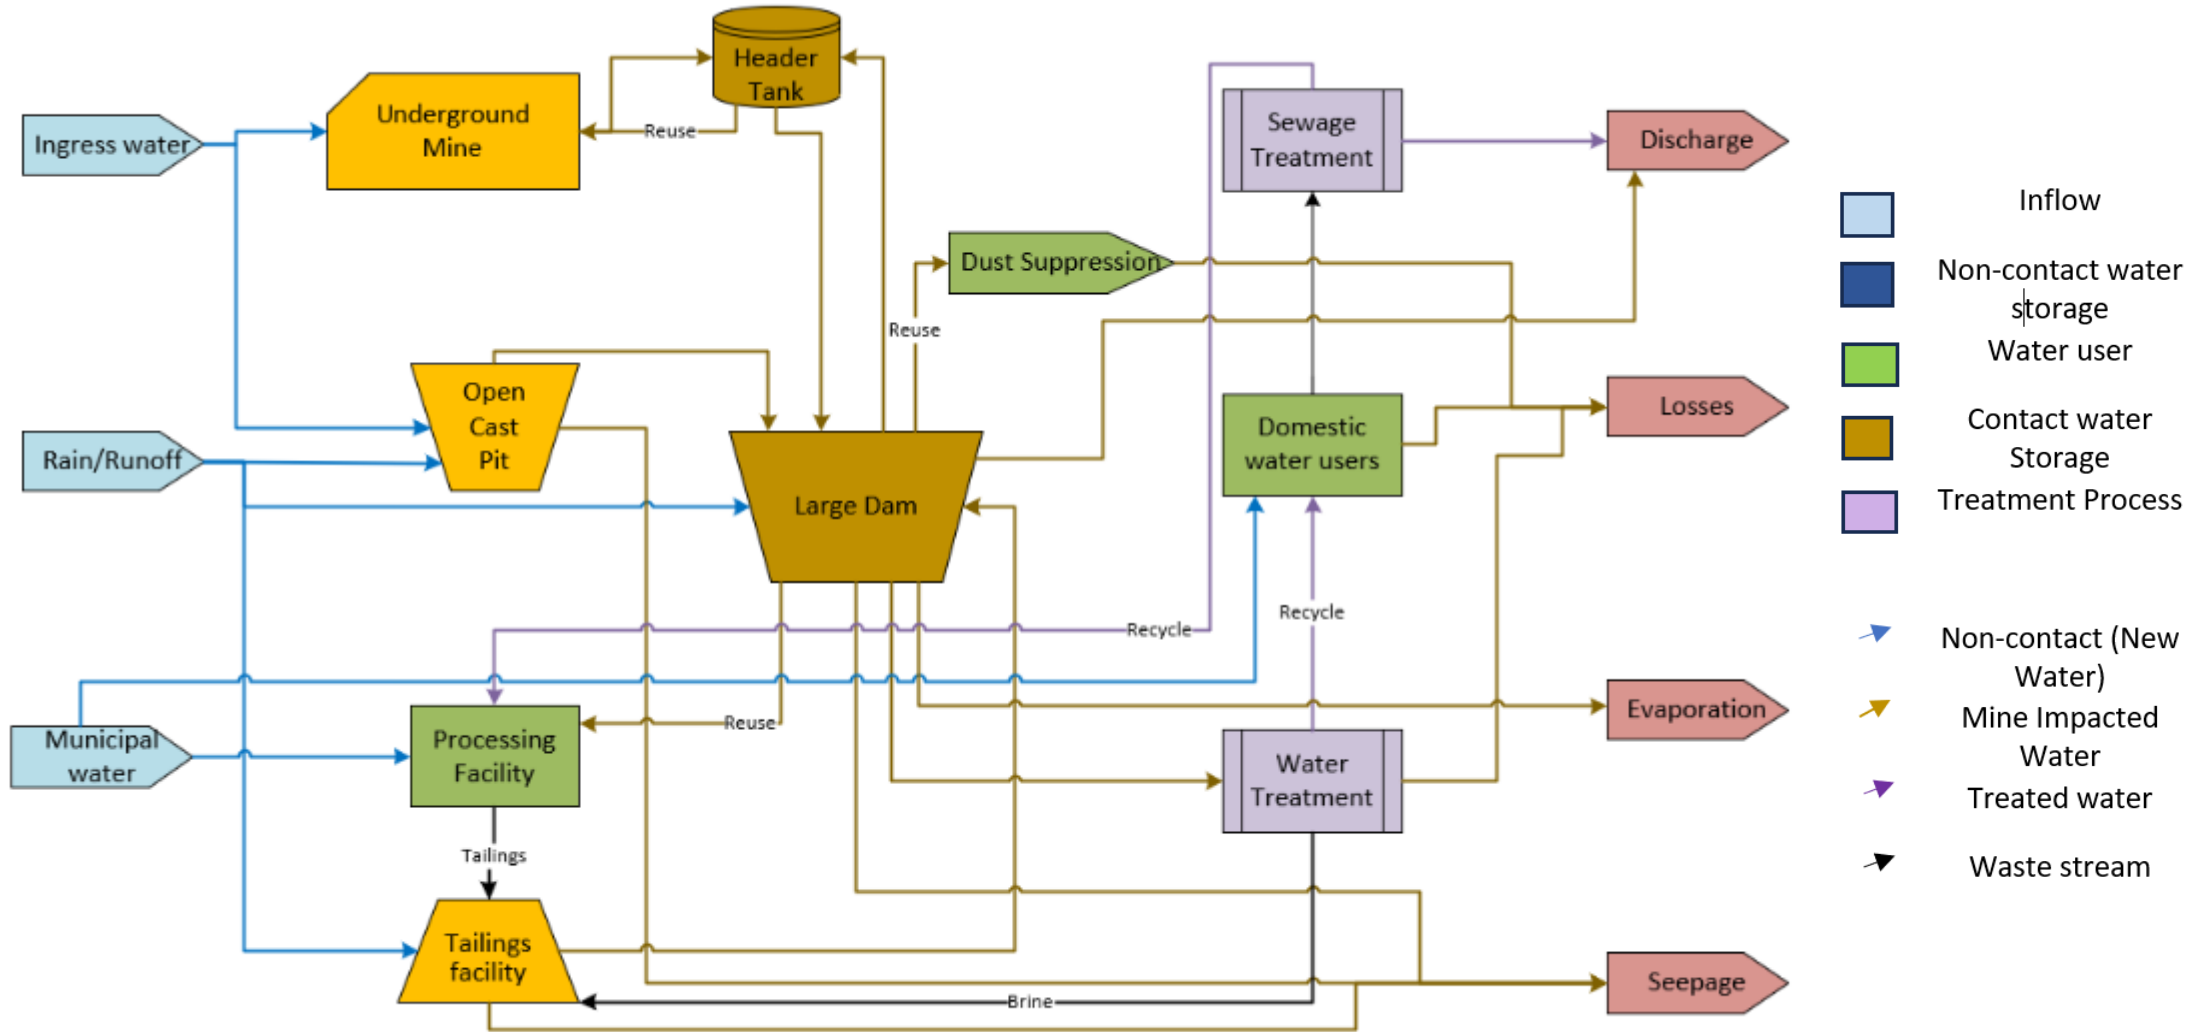 Header
Tank
Underground
Mine
Ingress water
Reuse
Sewage
Treatment
Discharge
Inflow
Dust Suppression
Non-contact water
storage
Reuse
Water user
Open
Cast
Pit
Losses
Domestic
water users
Contact water
Storage
Rain/Runoff
Large Dam
Treatment Process
Recycle
Recycle
Non-contact (New
Water)
Reuse
Evaporation
Mine Impacted
Water
Municipal
water
Processing
Facility
Water
Treatment
Treated water
Tailings
Waste stream
Tailings
facility
Seepage
Brine